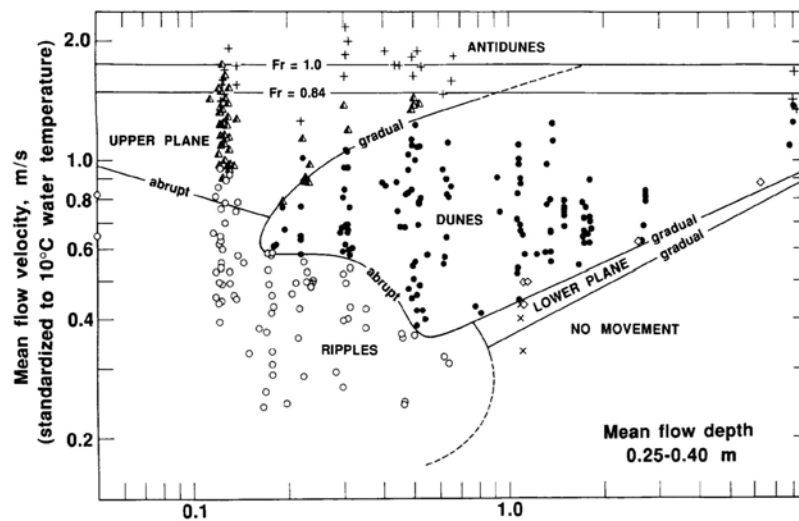 2.0
1.0
0.8
0.6
0.4
0.2
Mean flow velocity, m/s
(standardized to 10°C water temperature)
ANTIDUNES
Fr = 1.0
Fr = 0.84
UPPER PLANE
gradual
abrupt
DUNES
abrupt
gradual
gradual
LOWER PLANE
NO MOVEMENT
RIPPLES
Mean flow depth
0.25-0.40 m
0.1
1.0